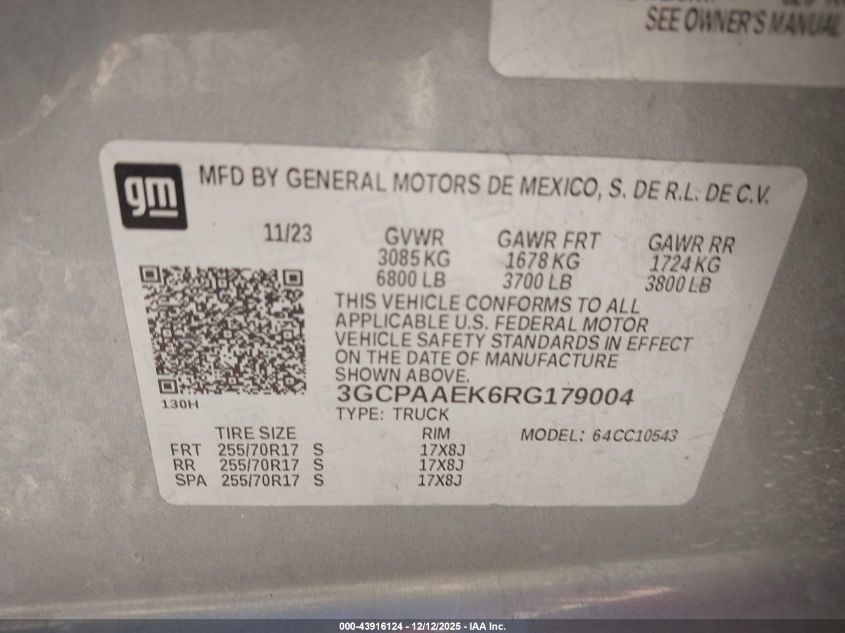 SEE OWNER'S MANUAL
gm
MFD BY GENERAL MOTORS DE MEXICO, S. DE R.L. DE C.V.
11/23
GVWR GAWR FRT GAWR RR
3085 KG 1678 KG 1724 KG
6800 LB 3700 LB 3800 LB
THIS VEHICLE CONFORMS TO ALL
APPLICABLE U.S. FEDERAL MOTOR
VEHICLE SAFETY STANDARDS IN EFFECT
ON THE DATE OF MANUFACTURE
SHOWN ABOVE.
3GCPAAEK6RG179004
130H
TYPE: TRUCK
TIRE SIZE RIM MODEL: 64CC10543
FRT 255/70R17 S 17X8J
RR 255/70R17 S 17X8J
SPA 255/70R17 S 17X8J
000-43916124 - 12/12/2025 - IAA Inc.